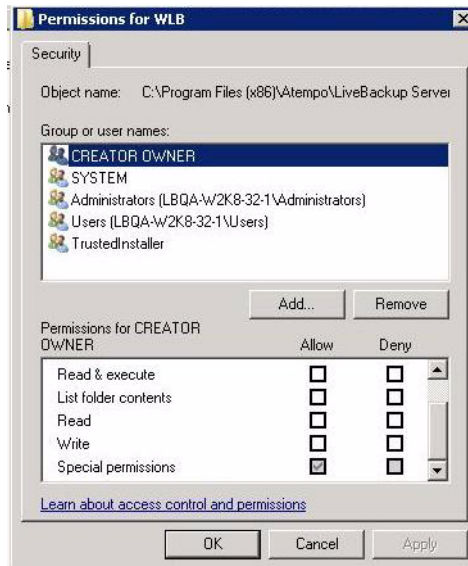 Permissions for WLB
Security
Object name: C:\Program Files (x86)\Atempo\LiveBackup Server
Group or user names:
CREATOR OWNER
SYSTEM
Administrators (LBQA-W2K8-32-1\Administrators)
Users (LBQA-W2K8-32-1\Users)
TrustedInstaller
Add... Remove
Permissions for CREATOR
OWNER Allow Deny
Read & execute
List folder contents
Read
Write
Special permissions
Learn about access control and permissions
OK Cancel Apply